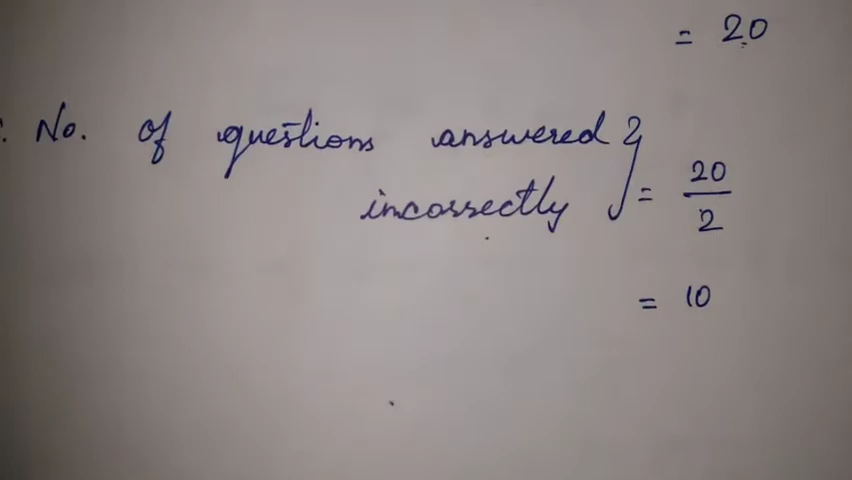 = 20
∴ No. of questions answered }
incorrectly } = 20/2
= 10